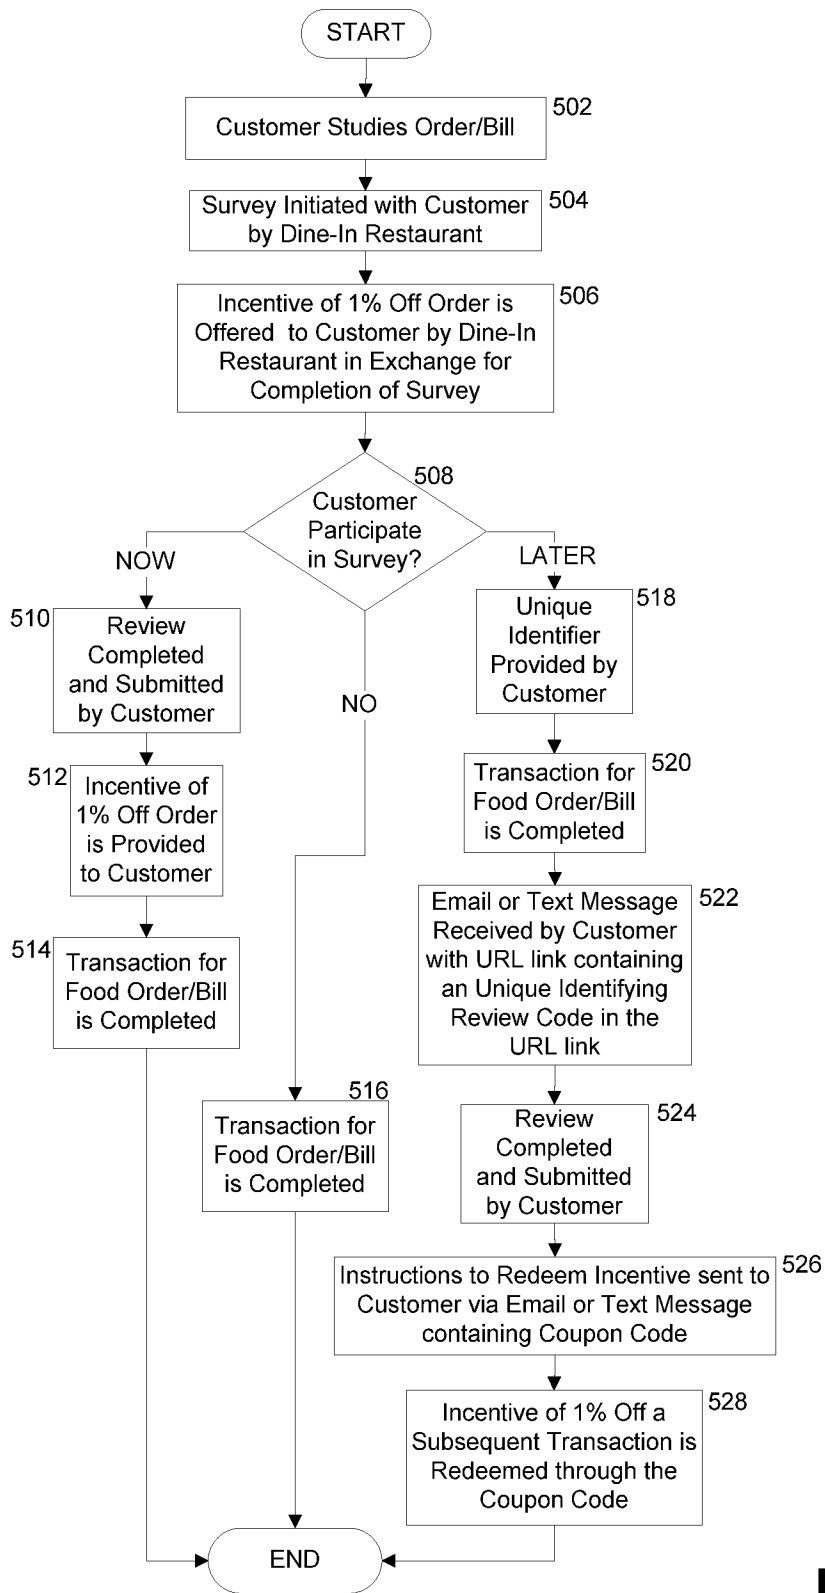 START
502
Customer Studies Order/Bill
504
Survey Initiated with Customer
by Dine-In Restaurant
506
Incentive of 1% Off Order is
Offered to Customer by Dine-In
Restaurant in Exchange for
Completion of Survey
508
Customer
Participate
in Survey?
NOW
510
Review
Completed
and Submitted
by Customer
512
Incentive of
1% Off Order
is Provided
to Customer
514
Transaction for
Food Order/Bill
is Completed
NO
516
Transaction for
Food Order/Bill
is Completed
LATER
518
Unique
Identifier
Provided by
Customer
520
Transaction for
Food Order/Bill
is Completed
522
Email or Text Message
Received by Customer
with URL link containing
an Unique Identifying
Review Code in the
URL link
524
Review
Completed
and Submitted
by Customer
526
Instructions to Redeem Incentive sent to
Customer via Email or Text Message
containing Coupon Code
528
Incentive of 1% Off a
Subsequent Transaction is
Redeemed through the
Coupon Code
END